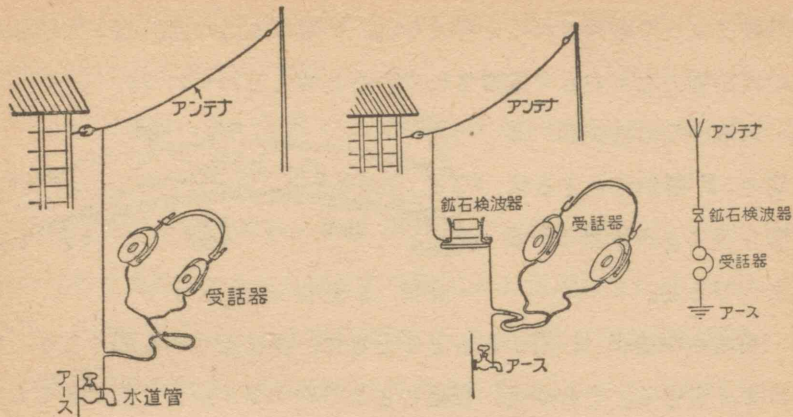 アンテナ
受話器
アース
水道管
アンテナ
鉱石検波器
受話器
アース
アンテナ
鉱石検波器
受話器
アース